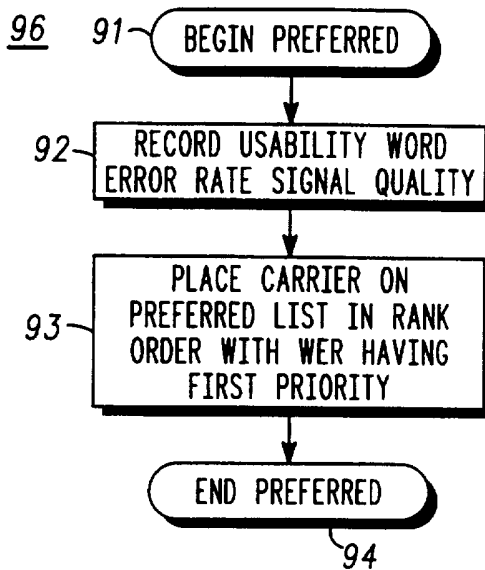 96
91
BEGIN PREFERRED
92
RECORD USABILITY WORD
ERROR RATE SIGNAL QUALITY
93
PLACE CARRIER ON
PREFERRED LIST IN RANK
ORDER WITH WER HAVING
FIRST PRIORITY
END PREFERRED
94